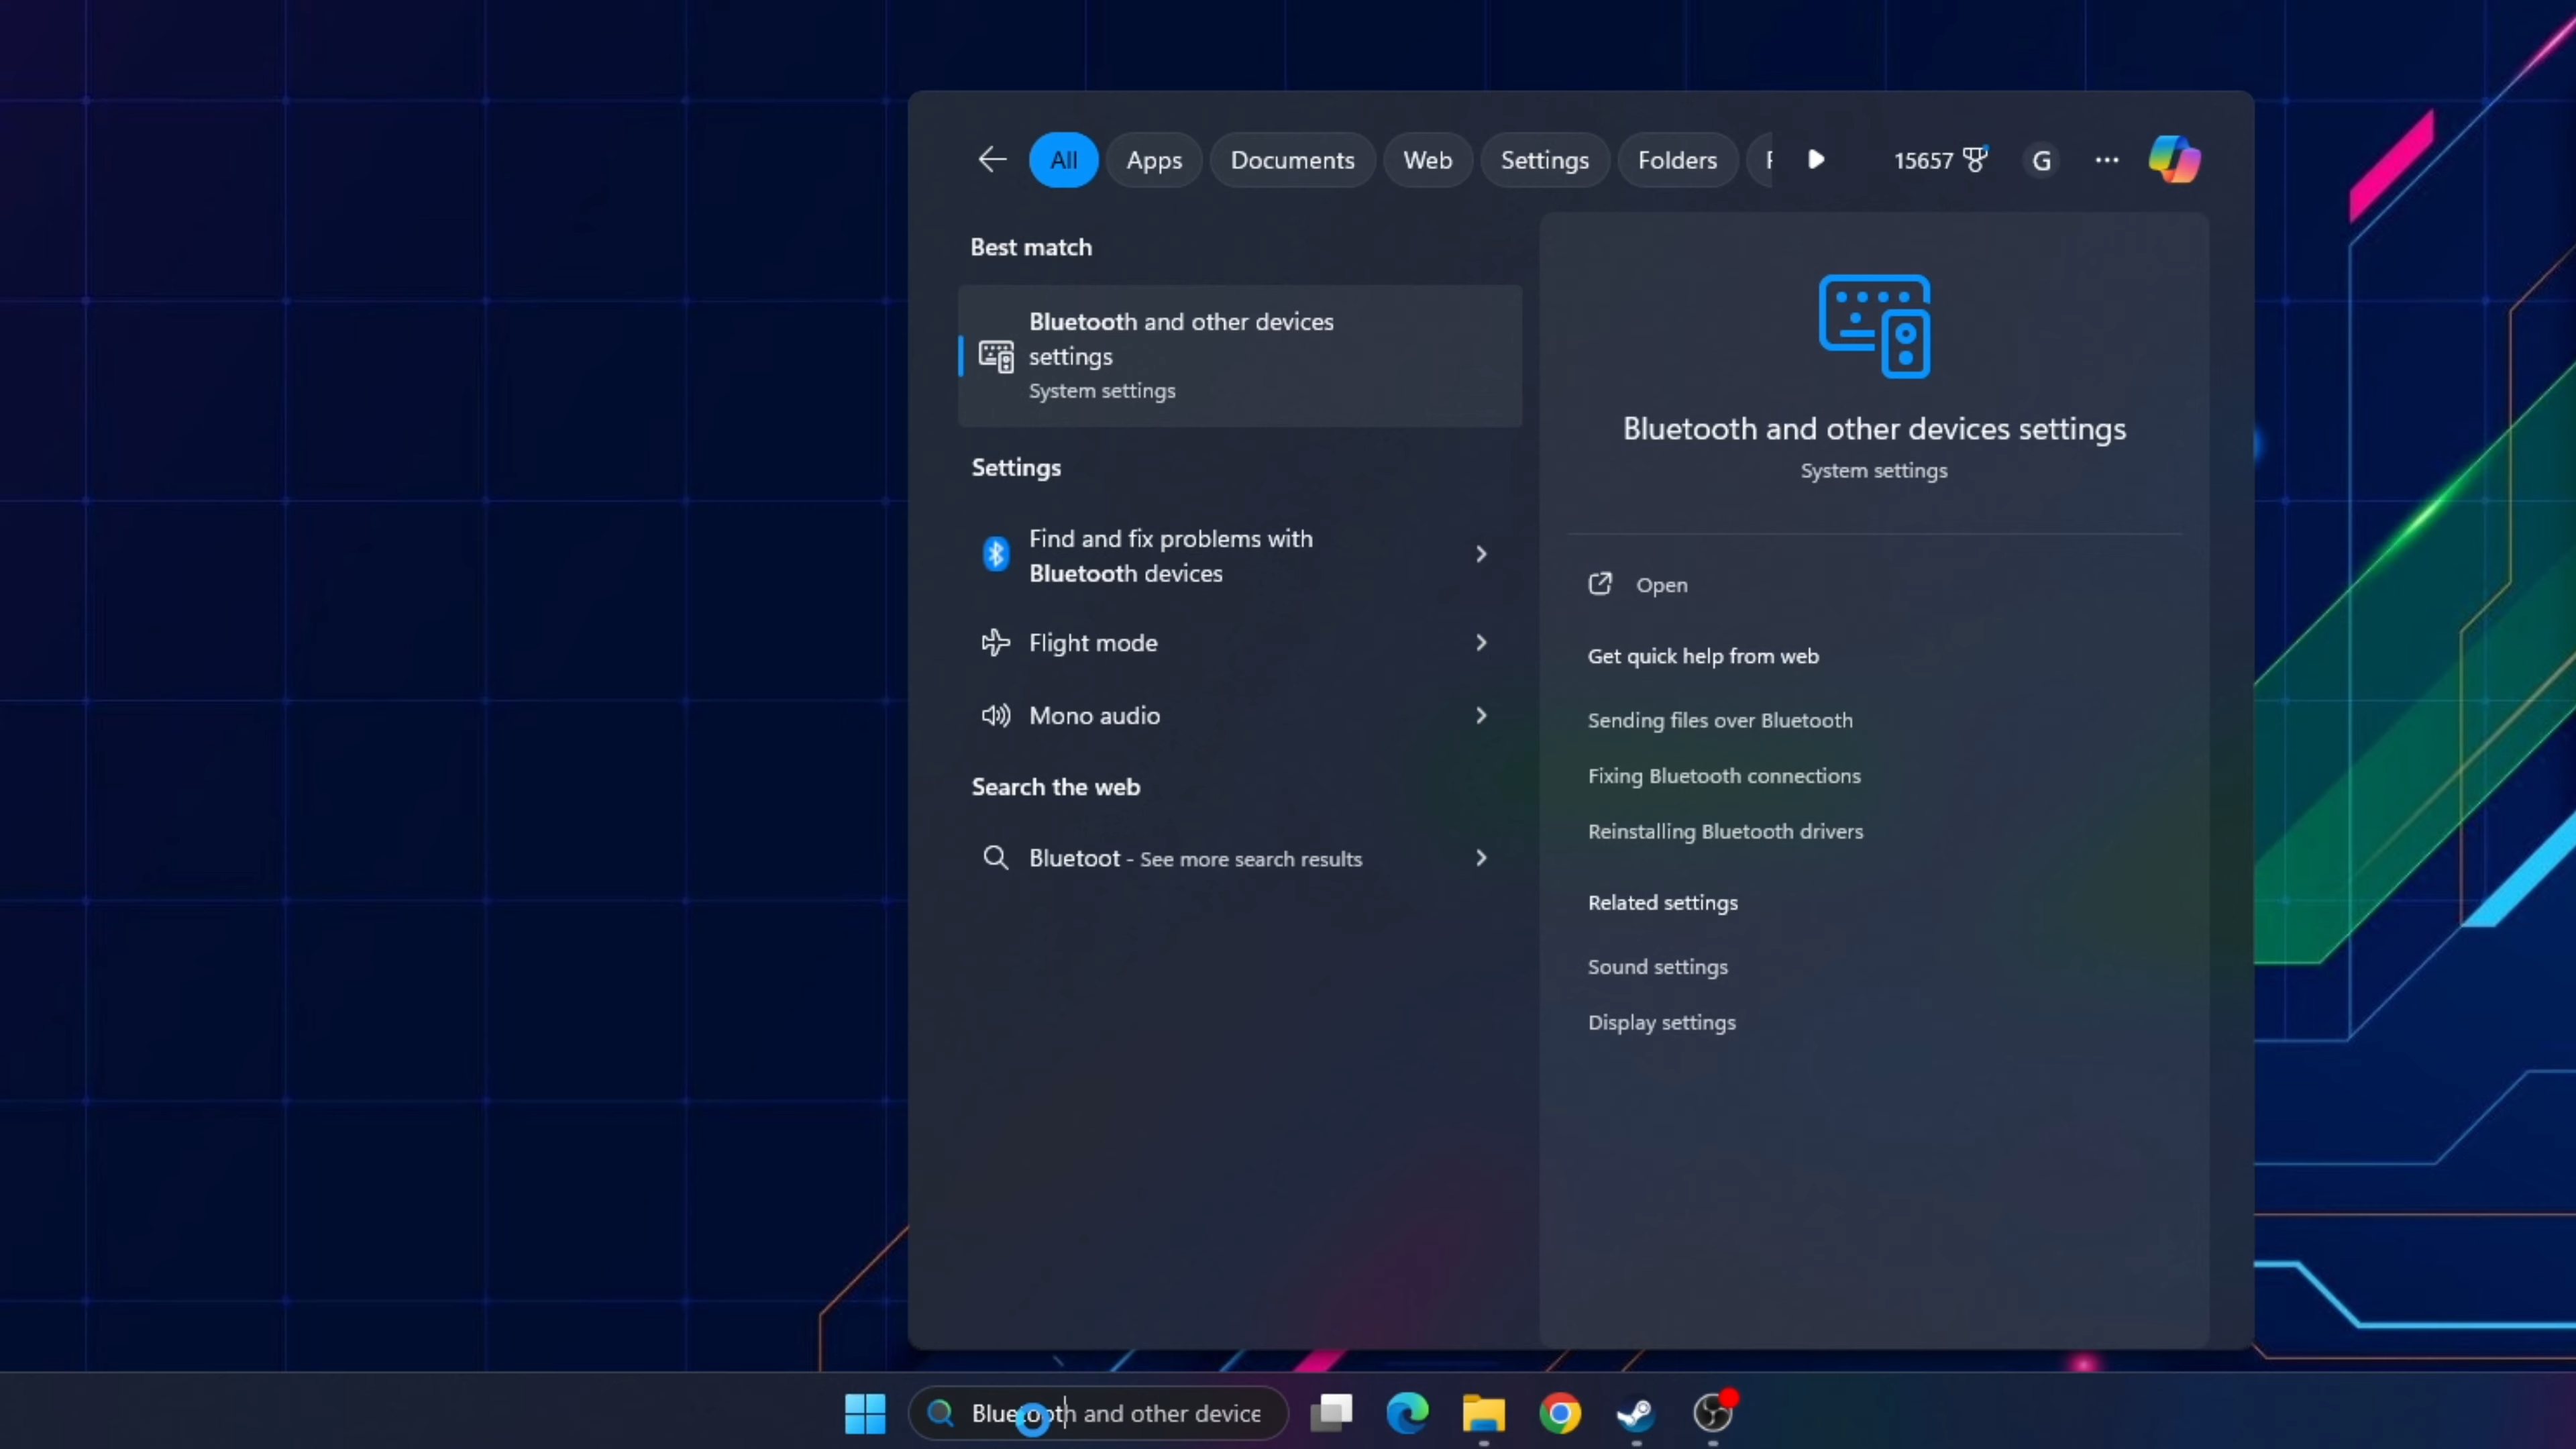 All
Apps
Documents
Web
Settings
Folders
15657
G
Best match
Bluetooth and other devices
settings
System settings
Settings
Find and fix problems with
Bluetooth devices
Flight mode
Mono audio
Search the web
Bluetoot - See more search results
Bluetooth and other devices settings
System settings
Open
Get quick help from web
Sending files over Bluetooth
Fixing Bluetooth connections
Reinstalling Bluetooth drivers
Related settings
Sound settings
Display settings
Bluetooth and other device